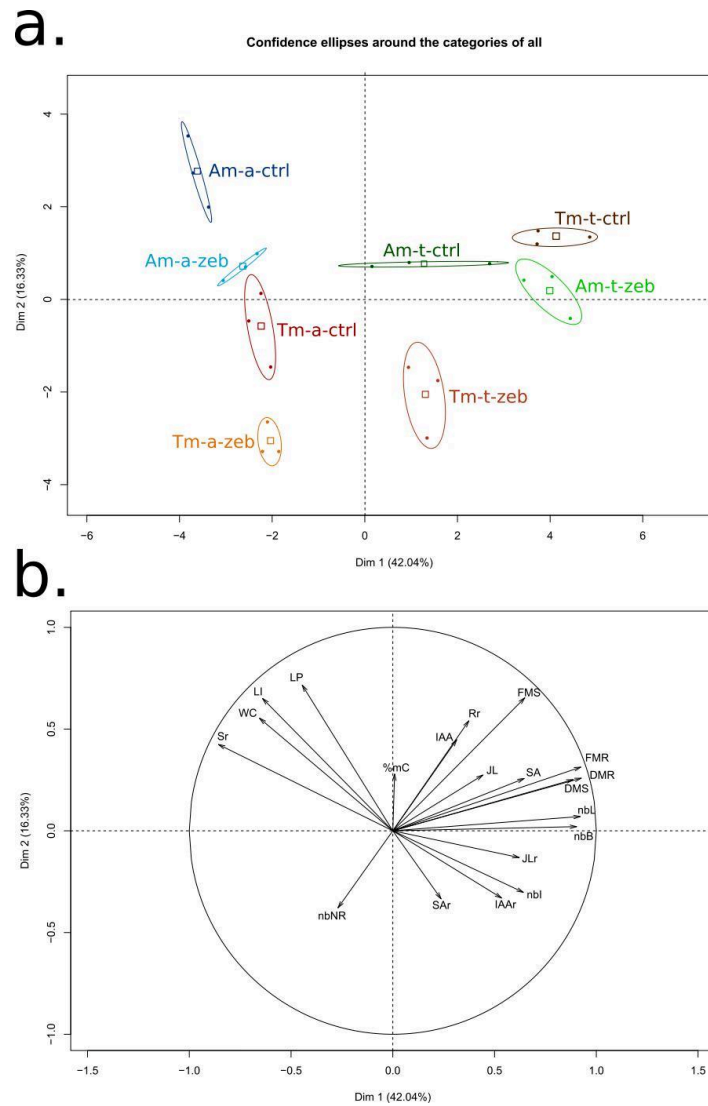 a.
Confidence ellipses around the categories of all
4
2
0
−2
−4
Dim 2 (16.33%)
Am-a-ctrl
Tm-t-ctrl
Am-t-ctrl
Am-a-zeb
Am-t-zeb
Tm-a-ctrl
Tm-t-zeb
Tm-a-zeb
−6 −4 −2 0 2 4 6
Dim 1 (42.04%)
b.
1.0
0.5
0.0
−0.5
−1.0
Dim 2 (16.33%)
LP
LI
FMS
WC
Rr
Sr
IAA
FMR
%mC
JL
SA
DMR
DMS
nbL
nbB
JLr
nbI
SAr
IAAr
nbNR
−1.5 −1.0 −0.5 0.0 0.5 1.0 1.5
Dim 1 (42.04%)